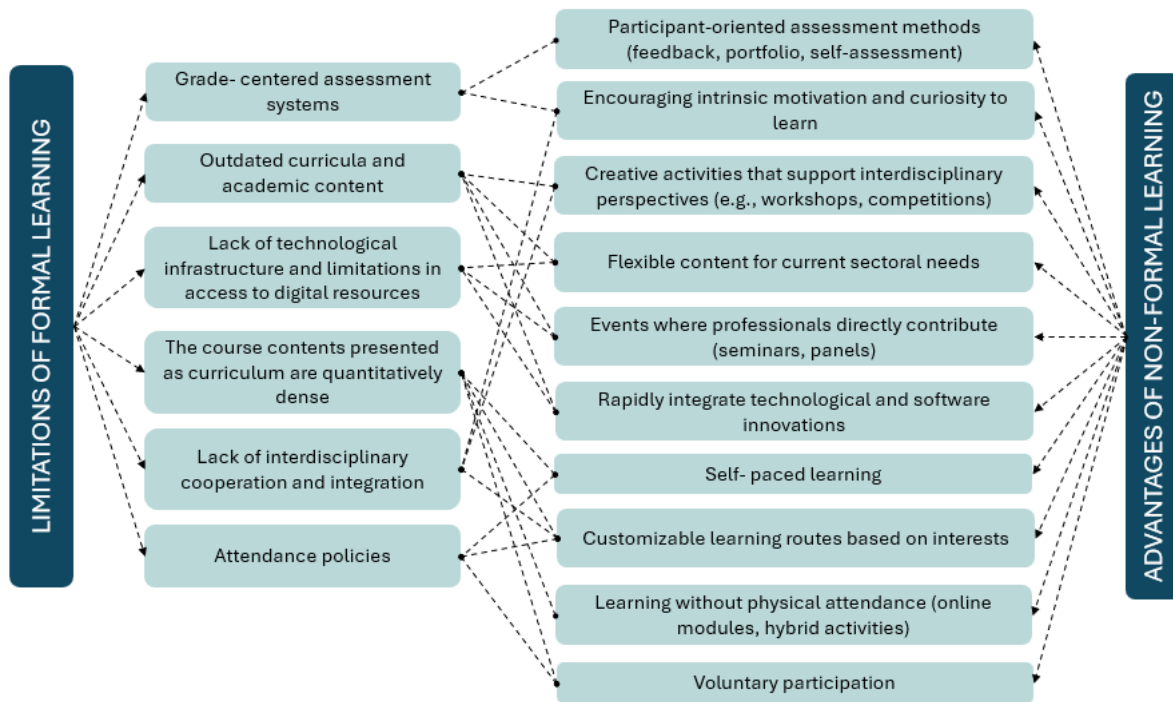 LIMITATIONS OF FORMAL LEARNING
Grade- centered assessment
systems
Outdated curricula and
academic content
Lack of technological
infrastructure and limitations in
access to digital resources
The course contents presented
as curriculum are quantitatively
dense
Lack of interdisciplinary
cooperation and integration
Attendance policies
Participant-oriented assessment methods
(feedback, portfolio, self-assessment)
Encouraging intrinsic motivation and curiosity to
learn
Creative activities that support interdisciplinary
perspectives (e.g., workshops, competitions)
Flexible content for current sectoral needs
Events where professionals directly contribute
(seminars, panels)
Rapidly integrate technological and software
innovations
Self- paced learning
Customizable learning routes based on interests
Learning without physical attendance (online
modules, hybrid activities)
Voluntary participation
ADVANTAGES OF NON-FORMAL LEARNING